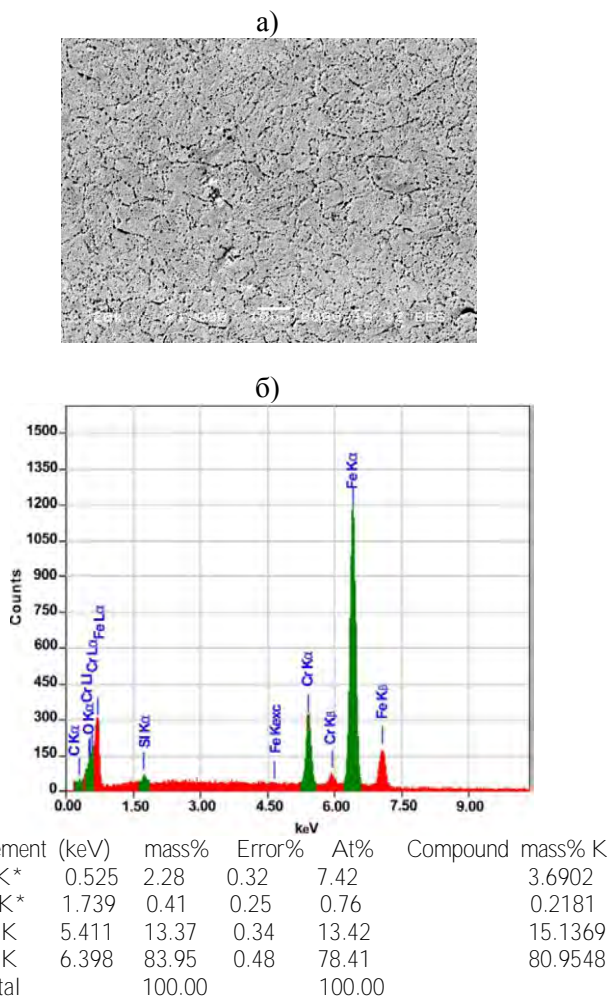 а)
б)
1500
1350
1200
1050
900
750
600
450
300
150
0
Counts
C Kα
O Kα
Cr Ll
Cr Lα
Fe Lα
Si Kα
Fe Kesc
Cr Kα
Cr Kβ
Fe Kα
Fe Kβ
0.00 1.50 3.00 4.50 6.00 7.50 9.00
keV
ement (keV) mass% Error% At% Compound mass% K
K* 0.525 2.28 0.32 7.42 3.6902
K* 1.739 0.41 0.25 0.76 0.2181
K 5.411 13.37 0.34 13.42 15.1369
K 6.398 83.95 0.48 78.41 80.9548
tal 100.00 100.00